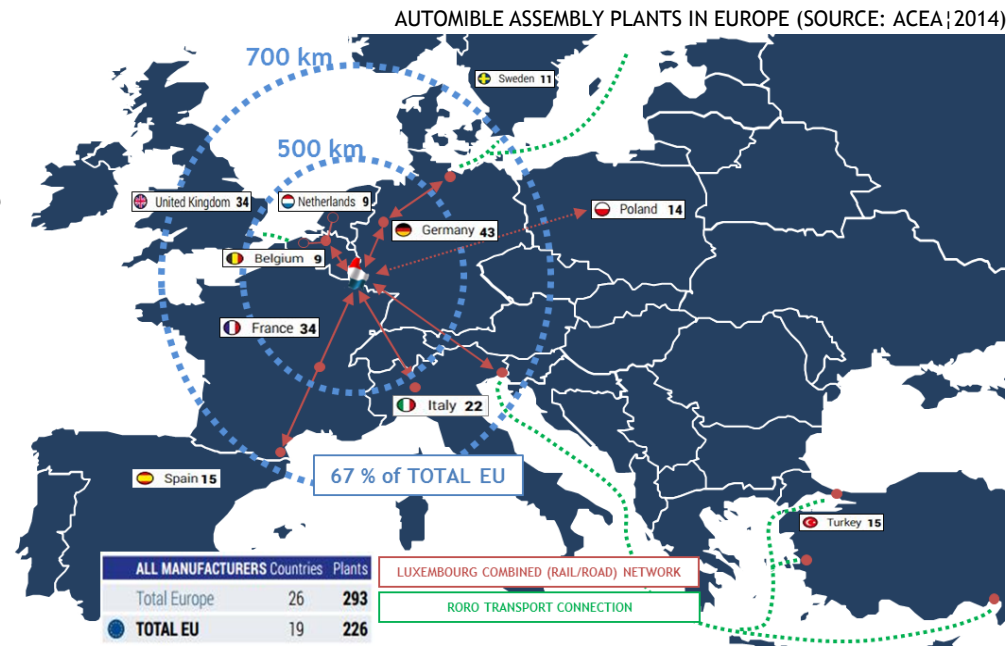 AUTOMIBLE ASSEMBLY PLANTS IN EUROPE (SOURCE: ACEA¦2014)
700 km
Sweden 11
500 km
United Kingdom 34
Netherlands 9
Poland 14
Germany 43
Belgium 9
France 34
Italy 22
67 % of TOTAL EU
Spain 15
Turkey 15
ALL MANUFACTURERS Countries Plants
Total Europe 26 293
TOTAL EU 19 226
LUXEMBOURG COMBINED (RAIL/ROAD) NETWORK
RORO TRANSPORT CONNECTION